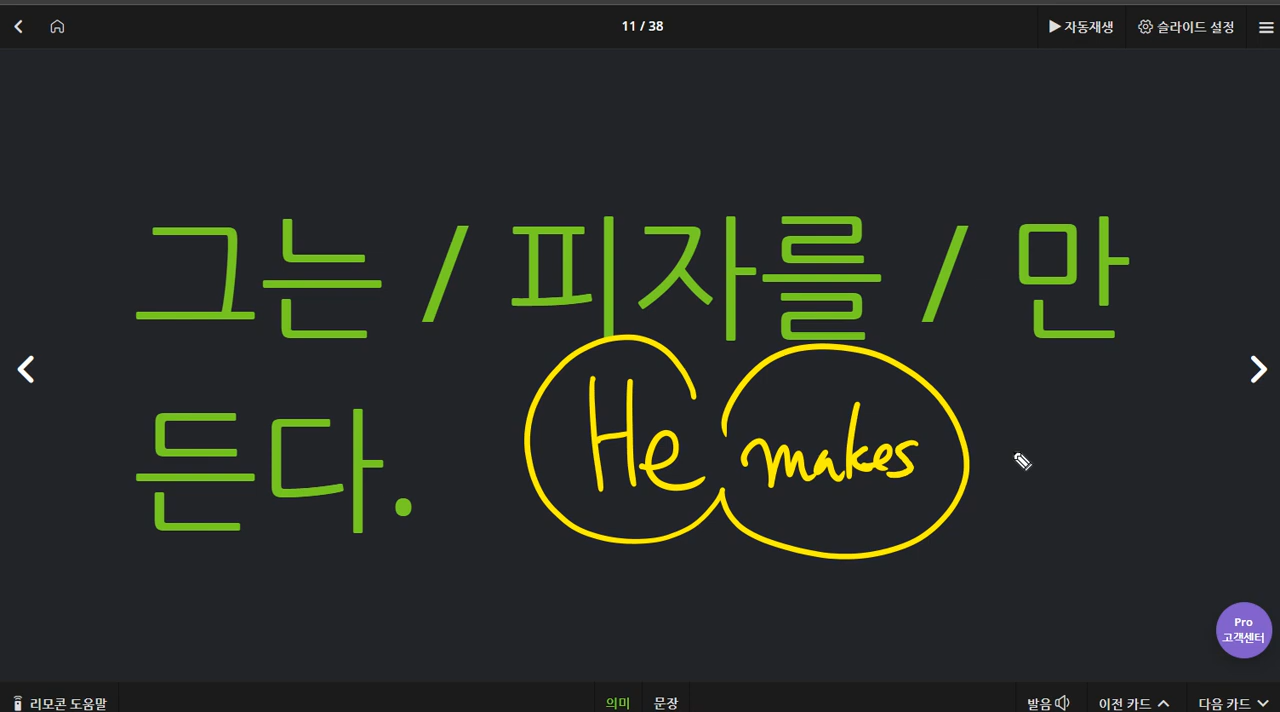 11 / 38
자동재생
슬라이드 설정
그는 / 피자를 / 만
든다.
He makes
Pro
고객센터
리모콘 도움말
의미
문장
발음
이전 카드
다음 카드